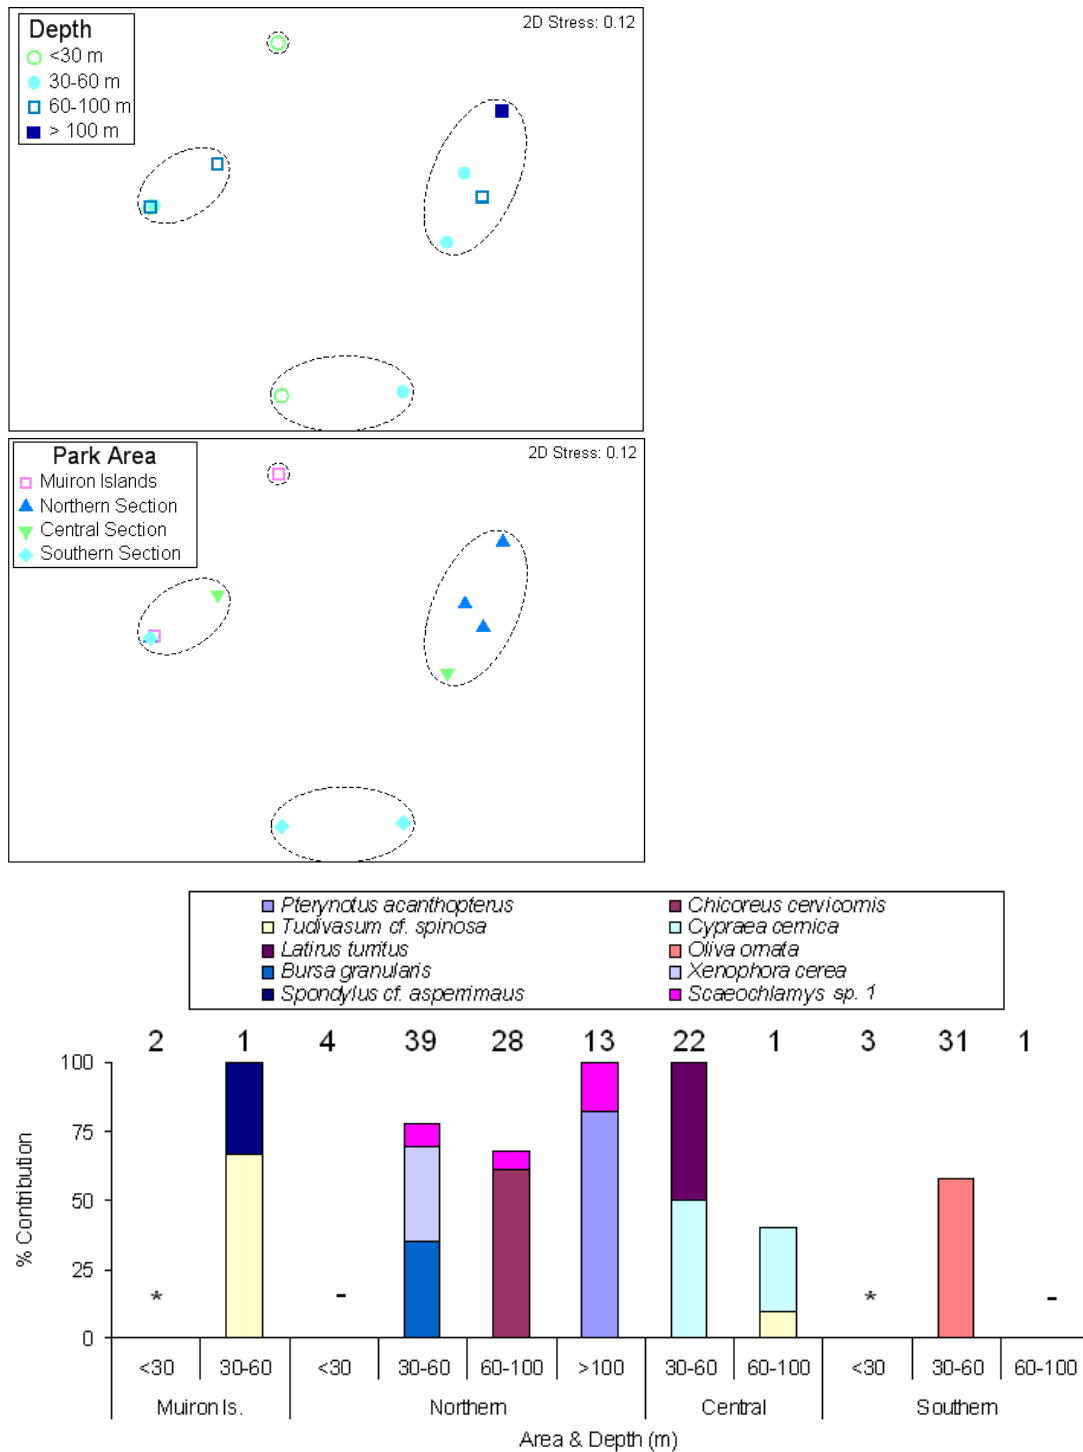 Depth
2D Stress: 0.12
<30 m
30-60 m
60-100 m
> 100 m
Park Area
2D Stress: 0.12
Muiron Islands
Northern Section
Central Section
Southern Section
Pterynotus acanthopterus
Chicoreus cervicornis
Tudivasum cf. spinosa
Cypraea cernica
Latirus turritus
Oliva ornata
Bursa granularis
Xenophora cerea
Spondylus cf. asperrimaus
Scaeochlamys sp. 1
2 1 4 39 28 13 22 1 3 31 1
100
75
50
25
0
% Contribution
* - * -
<30 30-60 <30 30-60 60-100 >100 30-60 60-100 <30 30-60 60-100
Muiron Is. Northern Central Southern
Area & Depth (m)